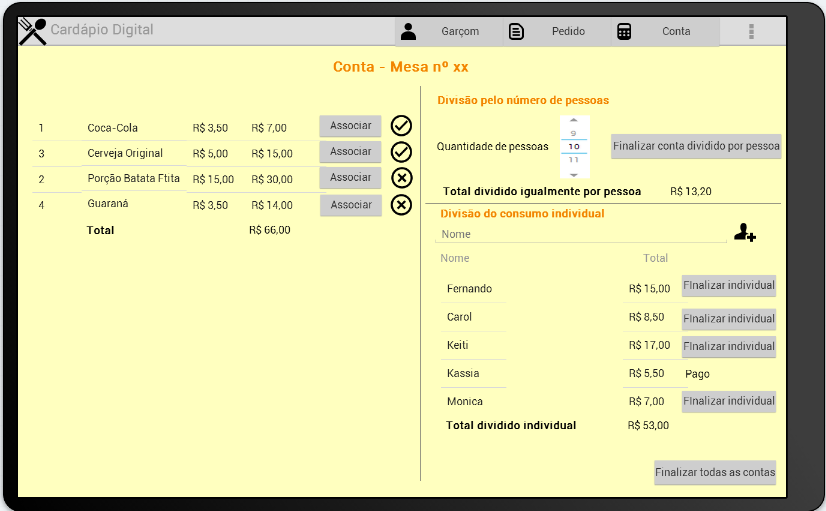 Cardápio Digital
Garçom
Pedido
Conta
Conta - Mesa nº xx
1 Coca-Cola R$ 3,50 R$ 7,00 Associar
3 Cerveja Original R$ 5,00 R$ 15,00 Associar
2 Porção Batata Ftita R$ 15,00 R$ 30,00 Associar
4 Guaraná R$ 3,50 R$ 14,00 Associar
Total R$ 66,00
Divisão pelo número de pessoas
9
Quantidade de pessoas 10 Finalizar conta dividido por pessoa
11
Total dividido igualmente por pessoa R$ 13,20
Divisão do consumo individual
Nome
Nome Total
Fernando R$ 15,00 FInalizar individual
Carol R$ 8,50 FInalizar individual
Keiti R$ 17,00 FInalizar individual
Kassia R$ 5,50 Pago
Monica R$ 7,00 FInalizar individual
Total dividido individual R$ 53,00
Finalizar todas as contas